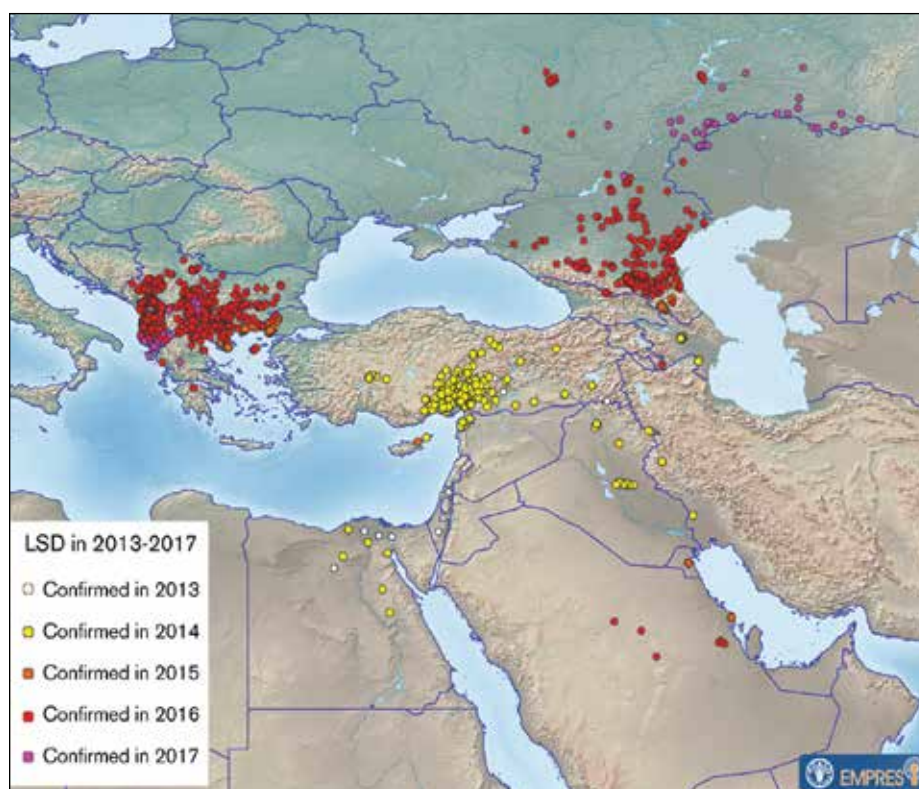 LSD in 2013-2017
Confirmed in 2013
Confirmed in 2014
Confirmed in 2015
Confirmed in 2016
Confirmed in 2017
EMPRES